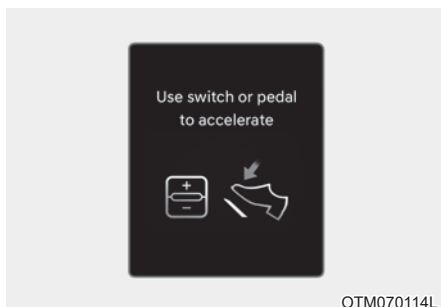 Use switch or pedal
to accelerate
+
−
OTM070114L